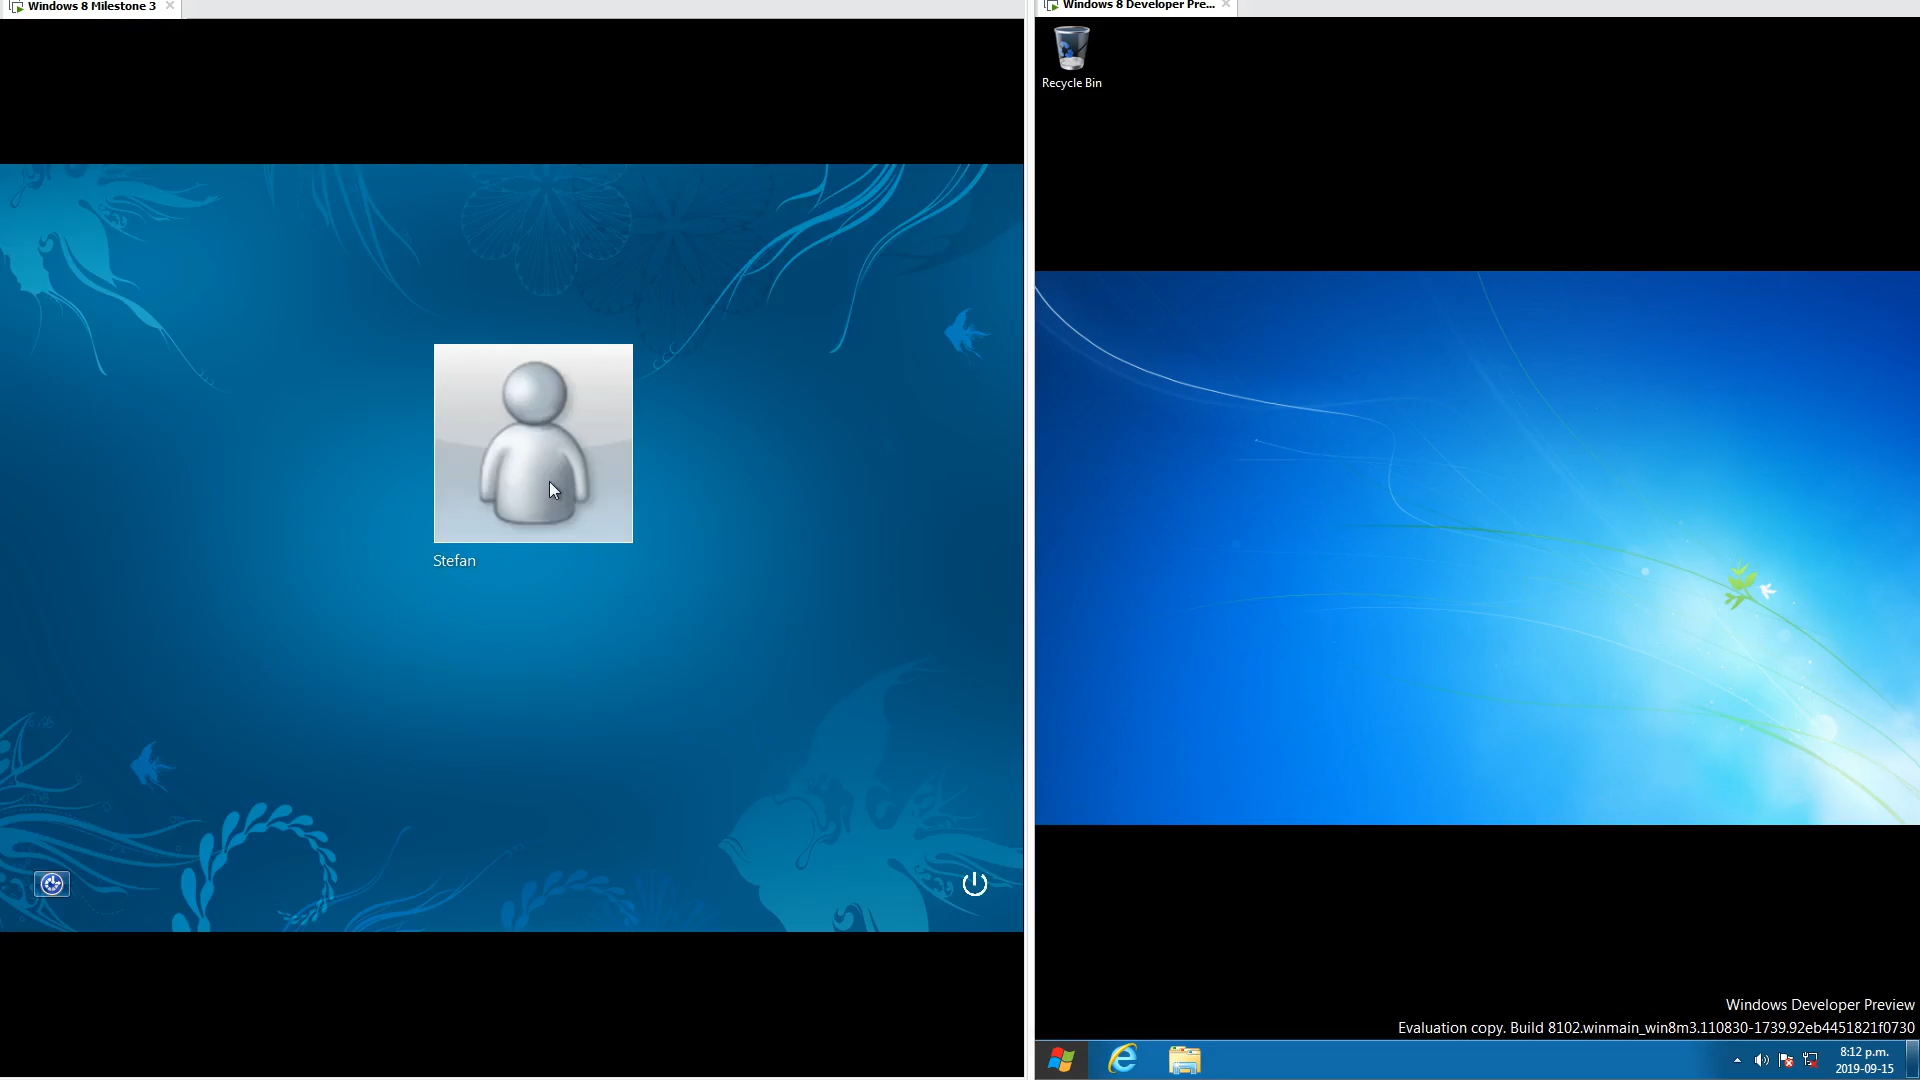 Windows 8 Milestone 3
Windows 8 Developer Pre...
Recycle Bin
Stefan
Windows Developer Preview
Evaluation copy. Build 8102.winmain_win8m3.110830-1739.92eb4451821f0730
8:12 p.m.
2019-09-15